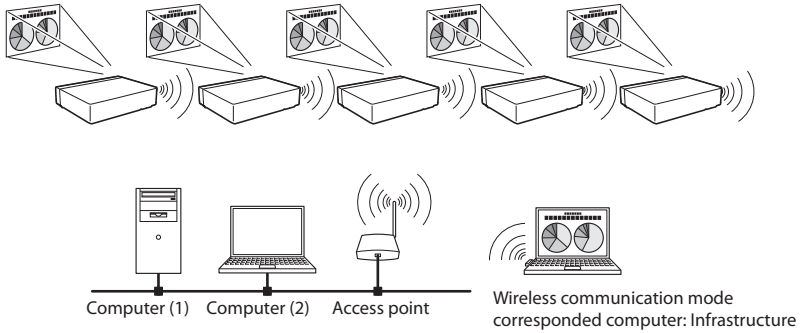 Computer (1)
Computer (2)
Access point
Wireless communication mode
corresponded computer: Infrastructure